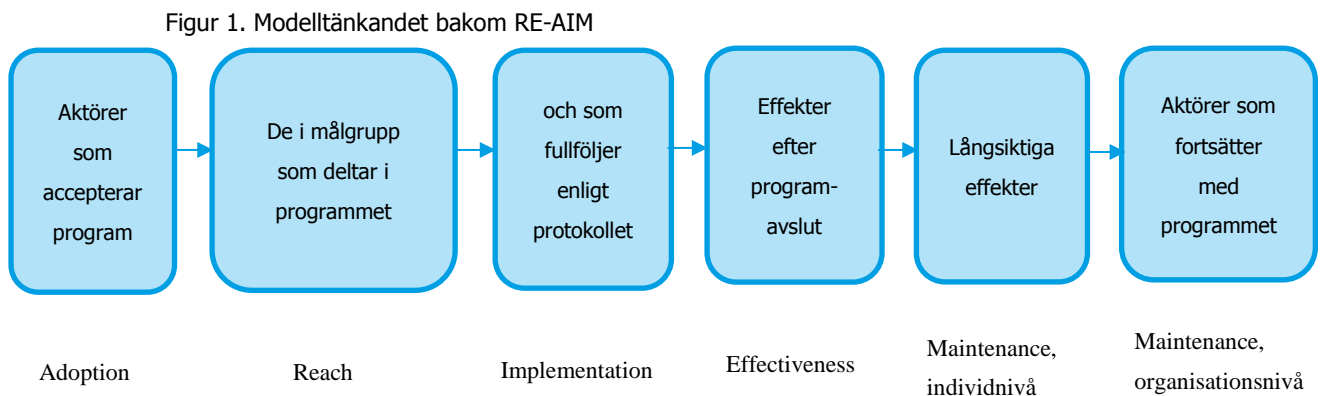 Figur 1. Modelltänkandet bakom RE-AIM
Aktörer
som
accepterar
program
De i målgrupp
som deltar i
programmet
och som
fullföljer
enligt
protokollet
Effekter
efter
program-
avslut
Långsiktiga
effekter
Aktörer som
fortsätter
med
programmet
Adoption
Reach
Implementation
Effectiveness
Maintenance,
individnivå
Maintenance,
organisationsnivå